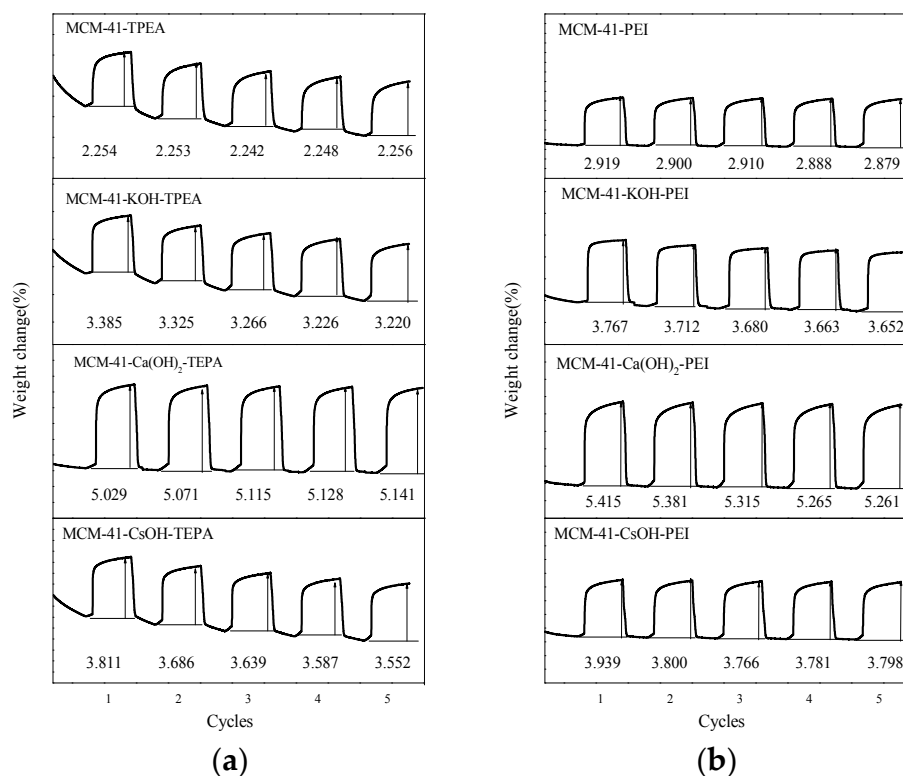 Weight change(%)
MCM-41-TPEA
2.254 2.253 2.242 2.248 2.256
MCM-41-KOH-TPEA
3.385 3.325 3.266 3.226 3.220
MCM-41-Ca(OH)2-TEPA
5.029 5.071 5.115 5.128 5.141
MCM-41-CsOH-TEPA
3.811 3.686 3.639 3.587 3.552
1 2 3 4 5
Cycles
(a)
Weight change(%)
MCM-41-PEI
2.919 2.900 2.910 2.888 2.879
MCM-41-KOH-PEI
3.767 3.712 3.680 3.663 3.652
MCM-41-Ca(OH)2-PEI
5.415 5.381 5.315 5.265 5.261
MCM-41-CsOH-PEI
3.939 3.800 3.766 3.781 3.798
1 2 3 4 5
Cycles
(b)